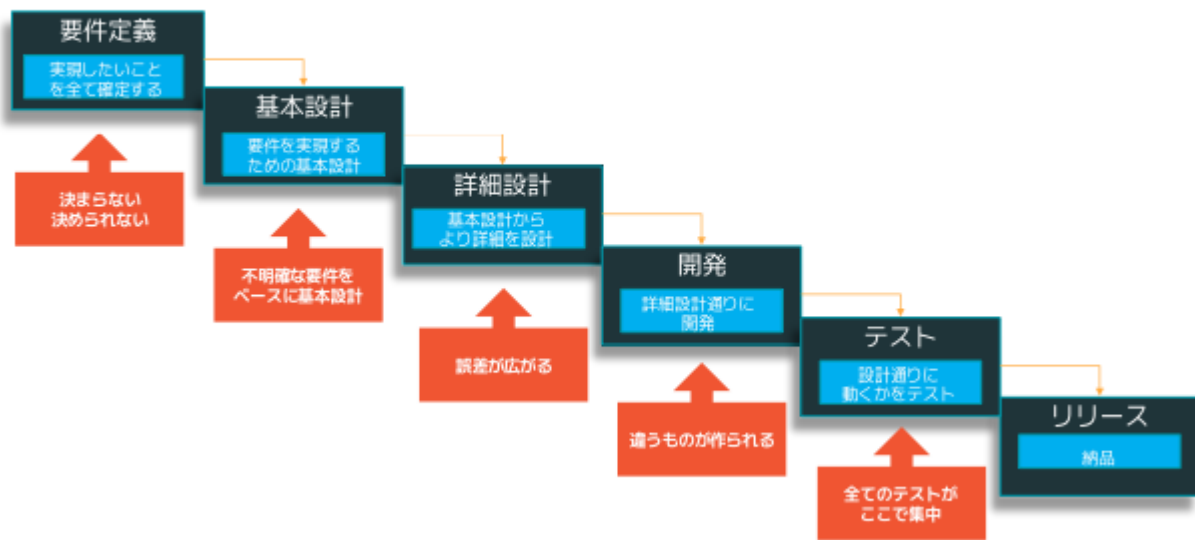 要件定義
実現したいこと
を全て確定する
決まらない
決められない
基本設計
要件を実現する
ための基本設計
不明確な要件を
ベースに基本設計
詳細設計
基本設計から
より詳細を設計
誤差が広がる
開発
詳細設計通りに
開発
違うものが作られる
テスト
設計通りに
動くかをテスト
全てのテストが
ここで集中
リリース
納品